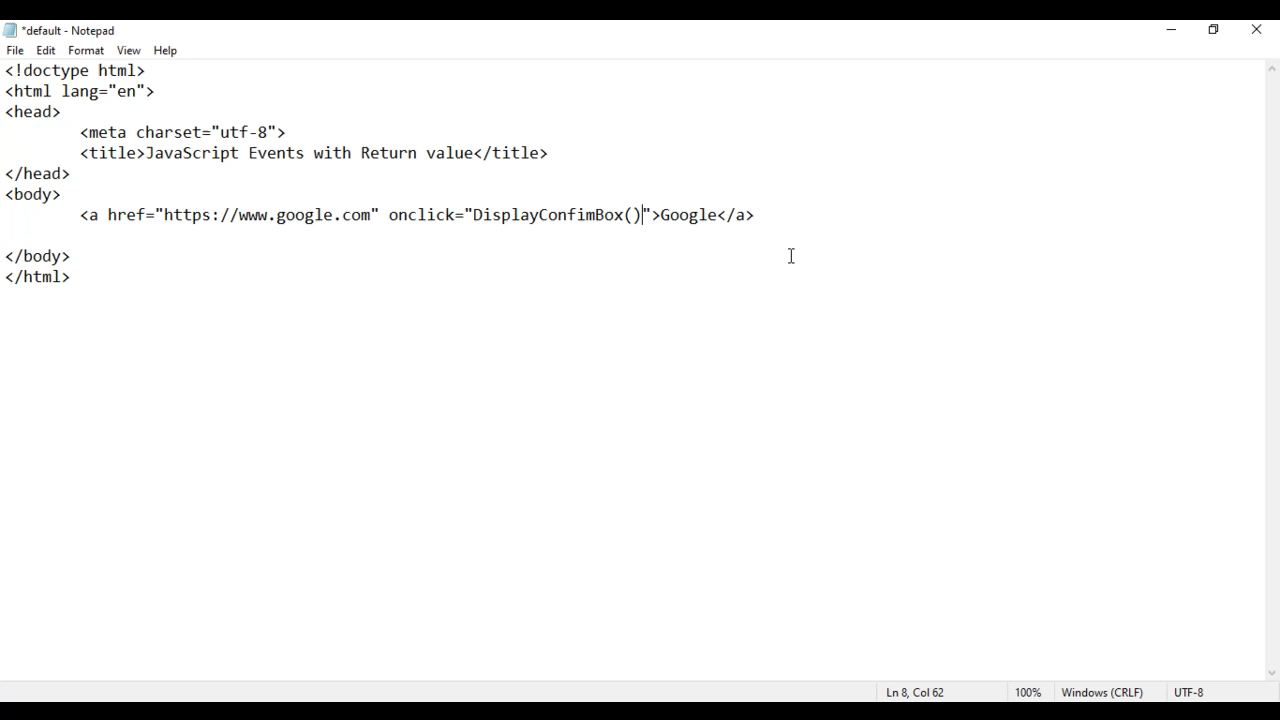 *default - Notepad
File Edit Format View Help
<!doctype html>
<html lang="en">
<head>
<meta charset="utf-8">
<title>JavaScript Events with Return value</title>
</head>
<body>
<a href="https://www.google.com" onclick="DisplayConfimBox()">Google</a>
</body>
</html>
Ln 8, Col 62 100% Windows (CRLF) UTF-8